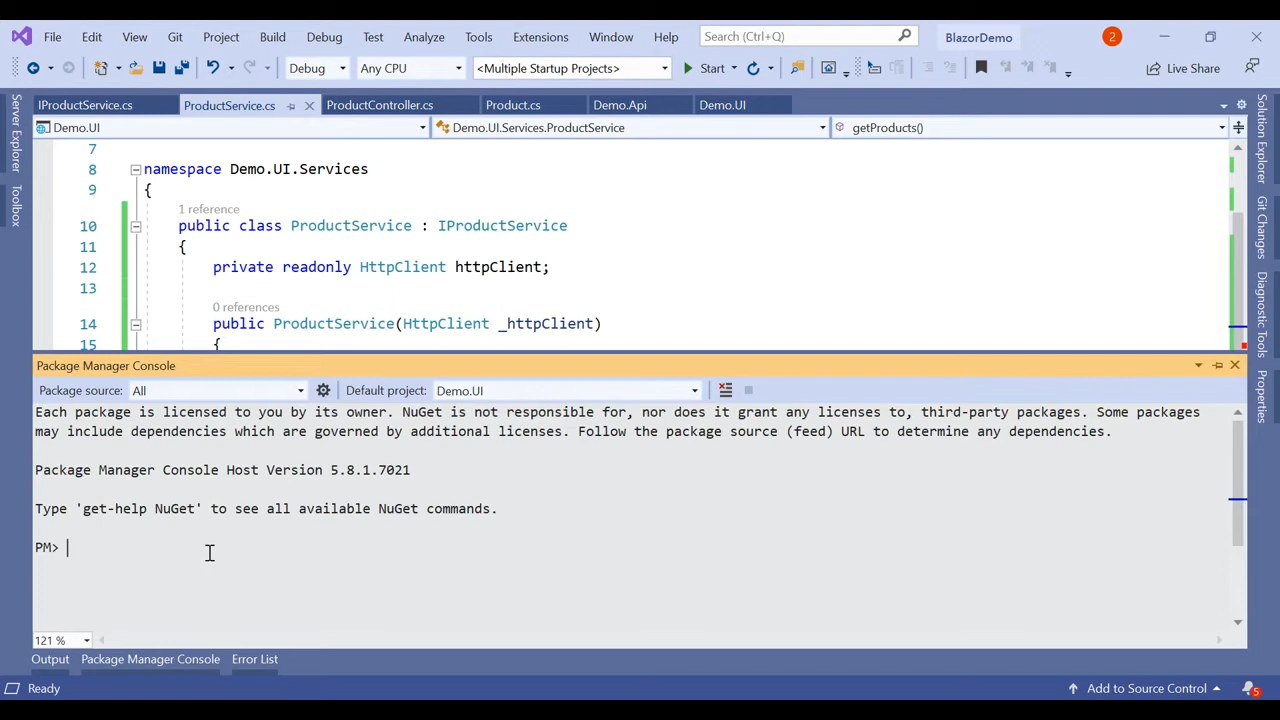 File Edit View Git Project Build Debug Test Analyze Tools Extensions Window Help Search (Ctrl+Q) BlazorDemo 2
Debug Any CPU <Multiple Startup Projects> Start Live Share
IProductService.cs ProductService.cs ProductController.cs Product.cs Demo.Api Demo.UI
Demo.UI Demo.UI.Services.ProductService getProducts()
7
8 namespace Demo.UI.Services
9 {
1 reference
10 public class ProductService : IProductService
11 {
12 private readonly HttpClient httpClient;
13
0 references
14 public ProductService(HttpClient _httpClient)
15 {
Package Manager Console
Package source: All Default project: Demo.UI
Each package is licensed to you by its owner. NuGet is not responsible for, nor does it grant any licenses to, third-party packages. Some packages
may include dependencies which are governed by additional licenses. Follow the package source (feed) URL to determine any dependencies.
Package Manager Console Host Version 5.8.1.7021
Type 'get-help NuGet' to see all available NuGet commands.
PM>
121 %
Output Package Manager Console Error List
Ready Add to Source Control 5
Server Explorer
Toolbox
Solution Explorer
Git Changes
Diagnostic Tools
Properties